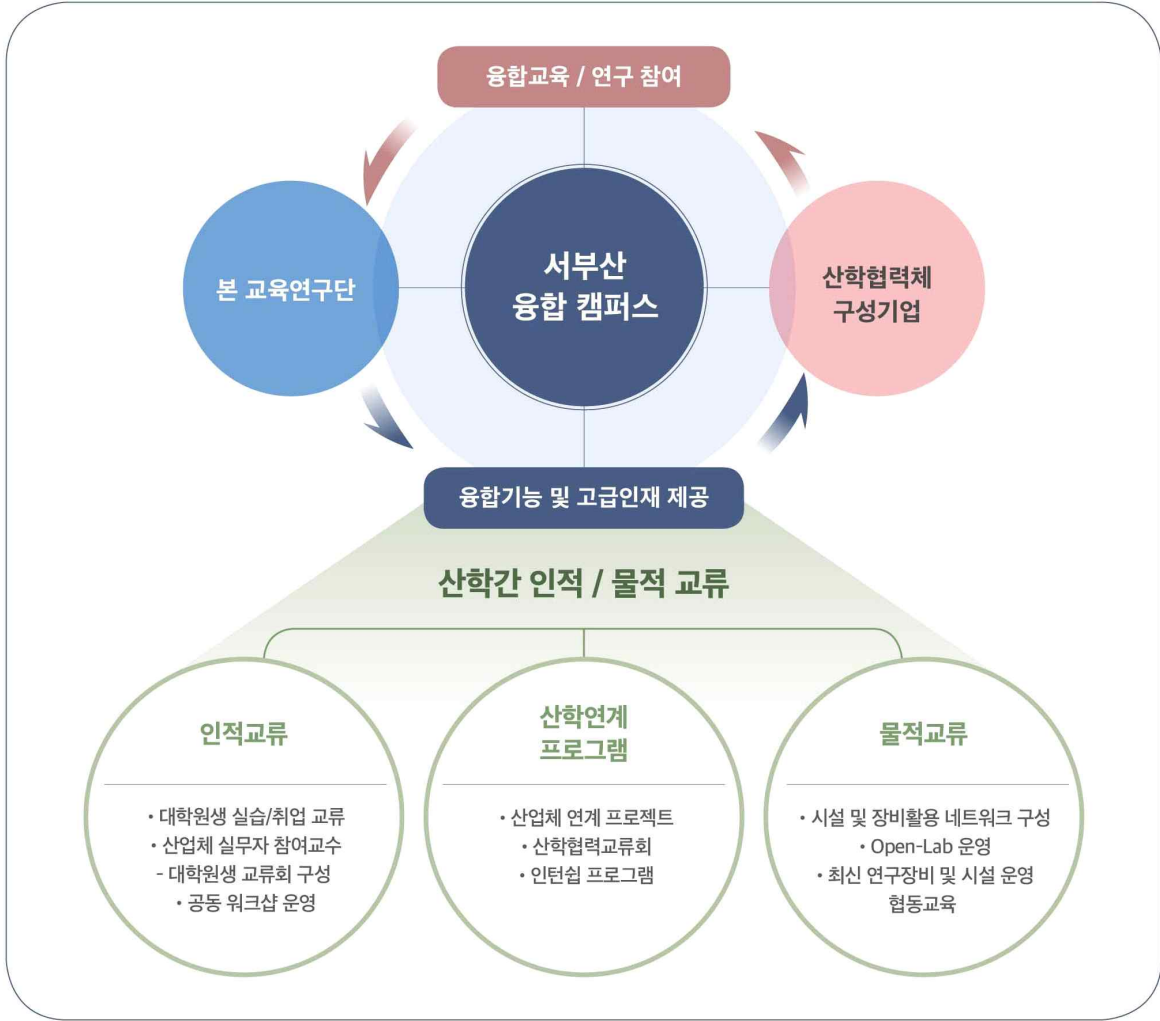 융합교육 / 연구 참여
본 교육연구단
서부산
융합 캠퍼스
산학협력체
구성기업
융합기능 및 고급인재 제공
산학간 인적 / 물적 교류
인적교류
• 대학원생 실습/취업 교류
• 산업체 실무자 참여교수
- 대학원생 교류회 구성
• 공동 워크샵 운영
산학연계
프로그램
• 산업체 연계 프로젝트
• 산학협력교류회
• 인턴쉽 프로그램
물적교류
• 시설 및 장비활용 네트워크 구성
• Open-Lab 운영
• 최신 연구장비 및 시설 운영
협동교육